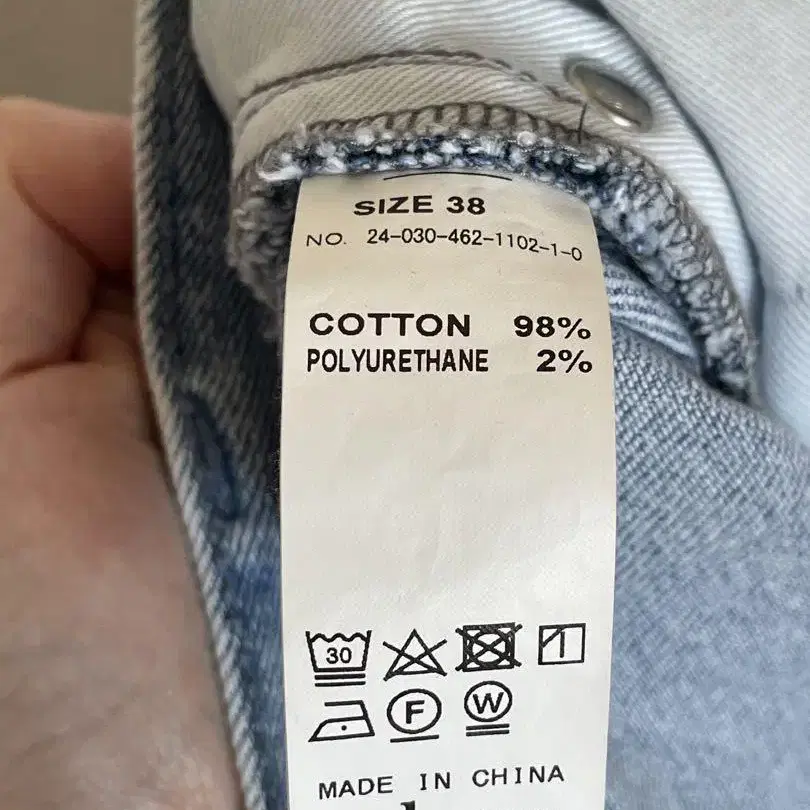 SIZE 38
NO. 24-030-462-1102-1-0
COTTON 98%
POLYURETHANE 2%
30
F W
MADE IN CHINA